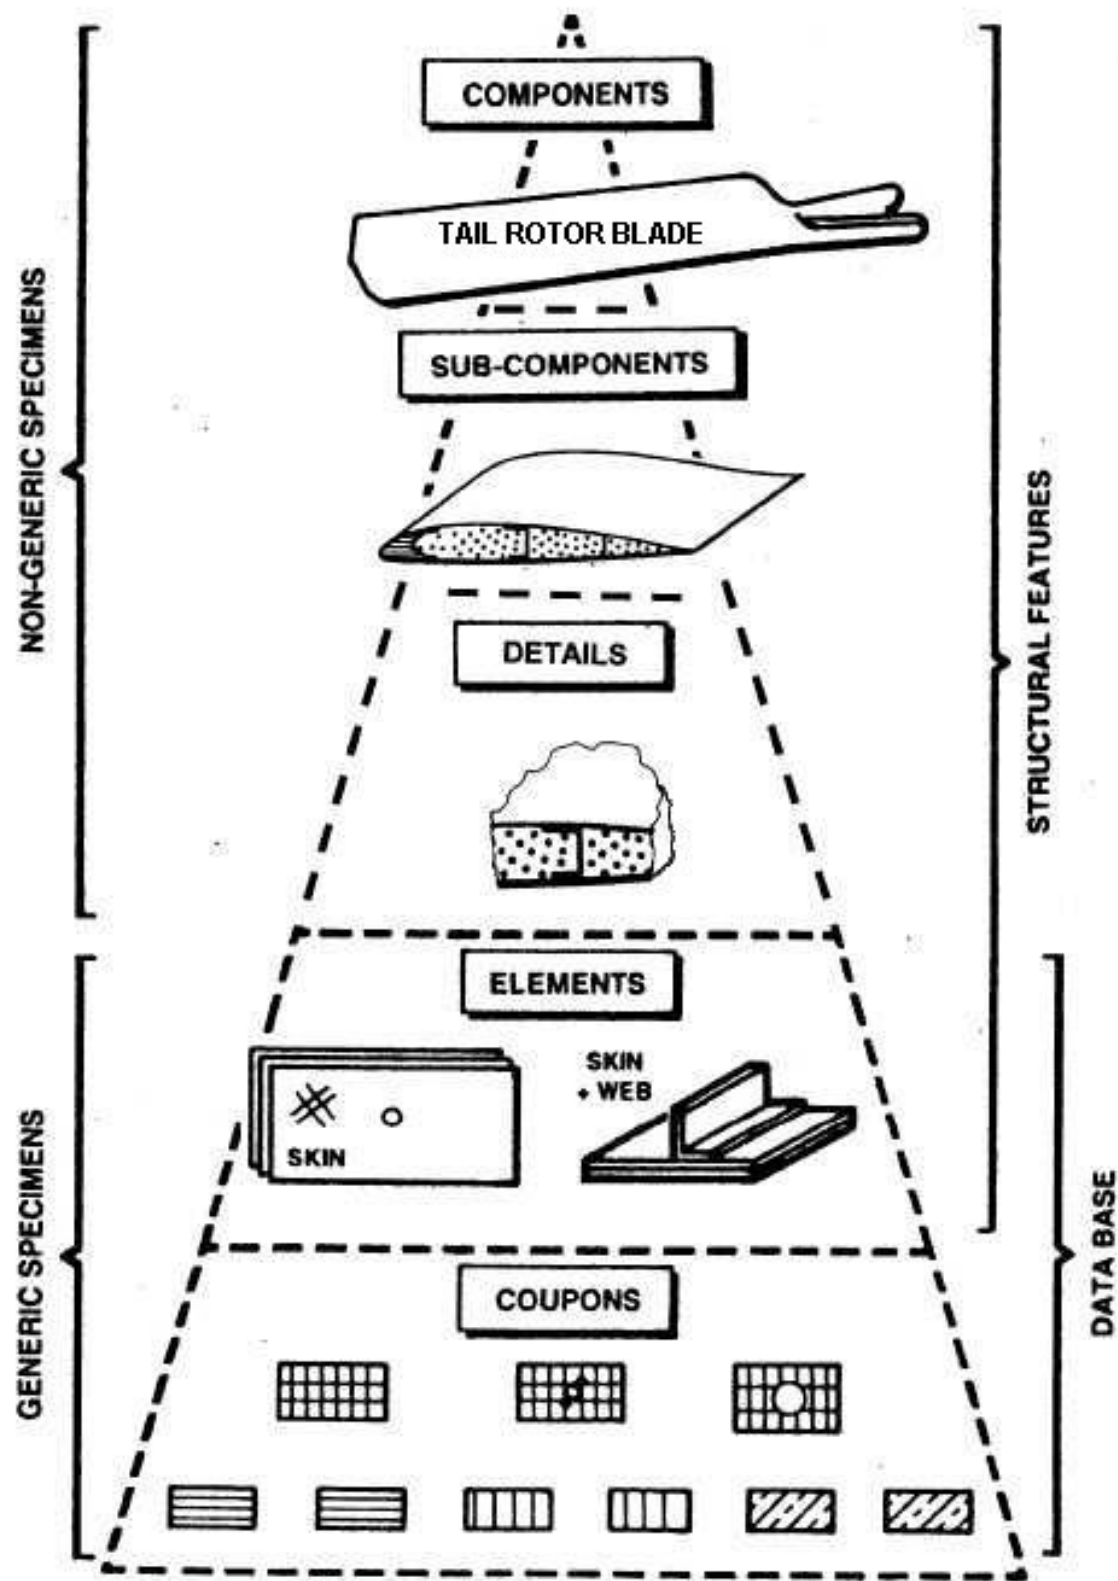 COMPONENTS
TAIL ROTOR BLADE
SUB-COMPONENTS
NON-GENERIC SPECIMENS
STRUCTURAL FEATURES
DETAILS
ELEMENTS
SKIN
SKIN
+ WEB
GENERIC SPECIMENS
DATA BASE
COUPONS